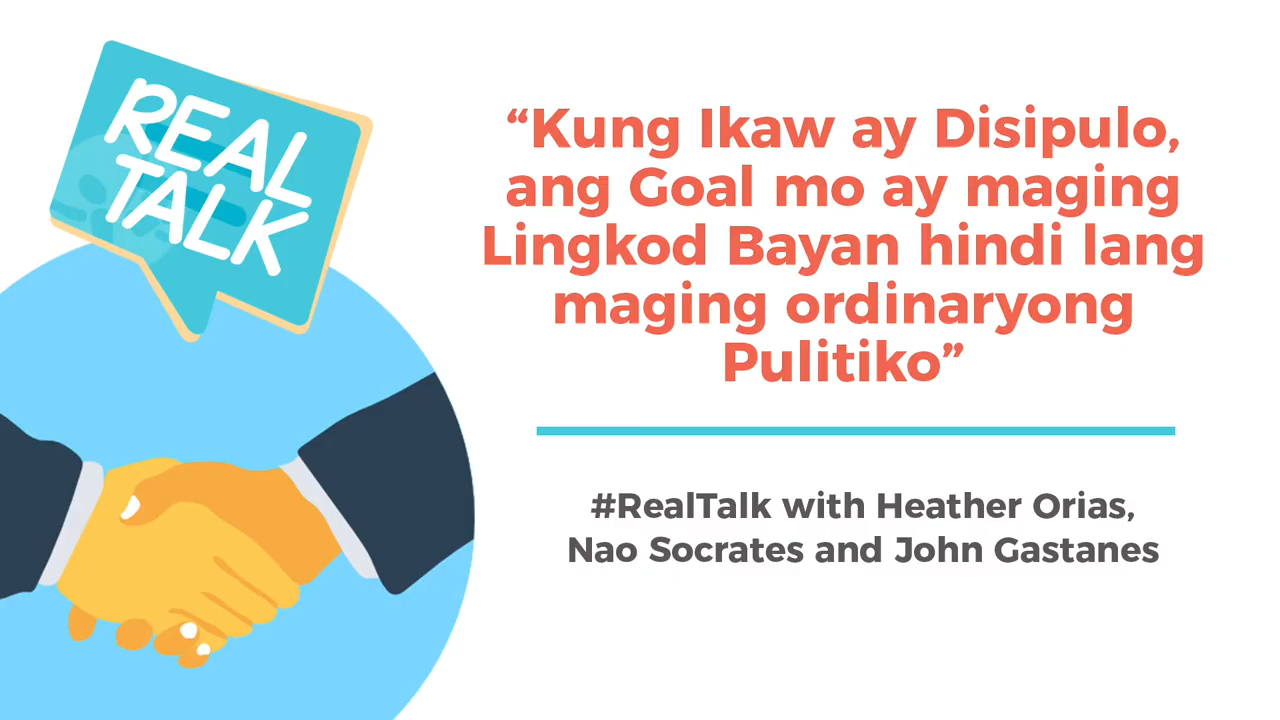 REAL
TALK
“Kung Ikaw ay Disipulo,
ang Goal mo ay maging
Lingkod Bayan hindi lang
maging ordinaryong
Pulitiko”
#RealTalk with Heather Orias,
Nao Socrates and John Gastanes